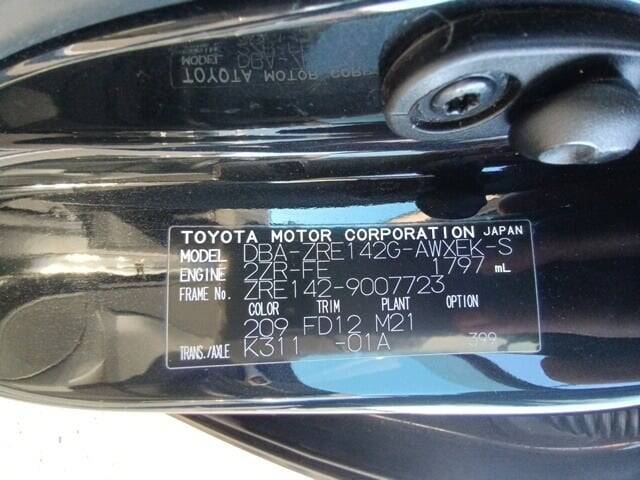 TOYOTA MOTOR CORPORATION JAPAN
MODEL DBA-ZRE142G-AWXEK-S
ENGINE 2ZR-FE 1797 mL
FRAME No. ZRE142-9007723
COLOR TRIM PLANT OPTION
209 FD12 M21
TRANS./AXLE K311 -01A 399